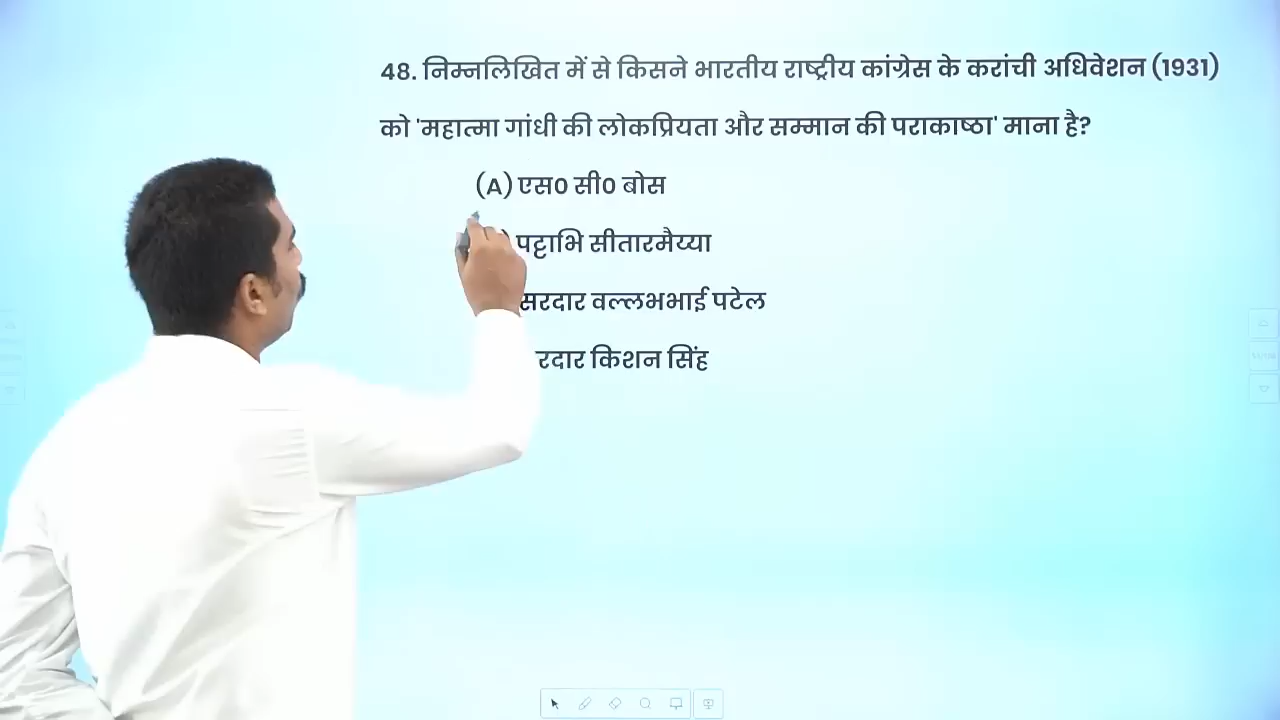 48. निम्नलिखित में से किसने भारतीय राष्ट्रीय कांग्रेस के करांची अधिवेशन (1931)
को 'महात्मा गांधी की लोकप्रियता और सम्मान की पराकाष्ठा' माना है?
(A) एस0 सी0 बोस
) पट्टाभि सीतारमैय्या
सरदार वल्लभभाई पटेल
रदार किशन सिंह